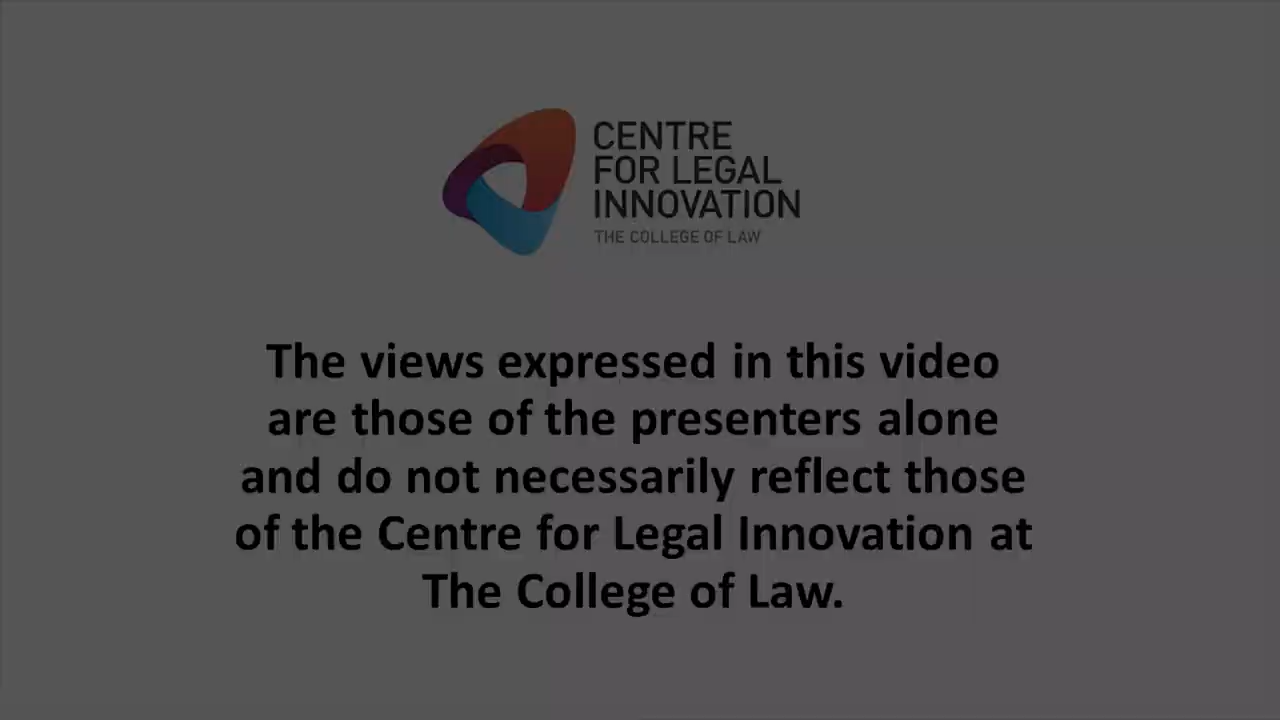 CENTRE
FOR LEGAL
INNOVATION
THE COLLEGE OF LAW
The views expressed in this video
are those of the presenters alone
and do not necessarily reflect those
of the Centre for Legal Innovation at
The College of Law.